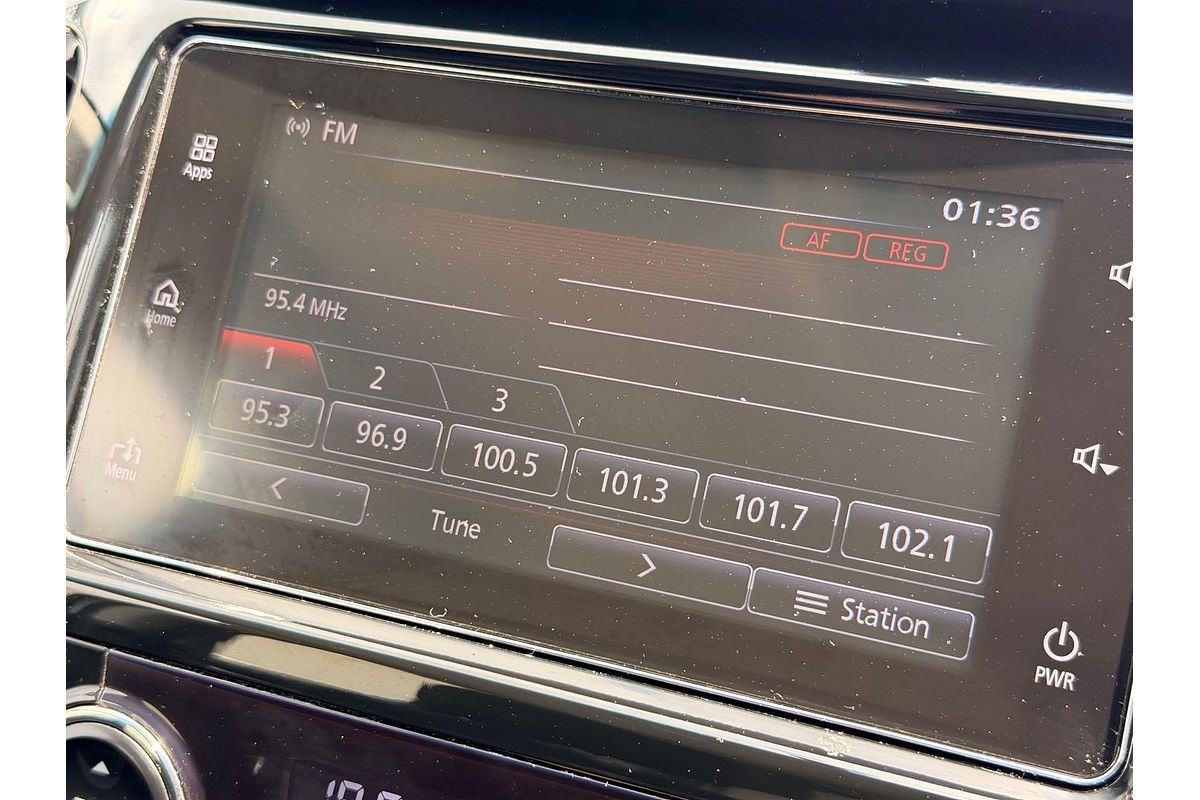 FM
01:36
Apps
AF REG
Home
95.4 MHz
1 2 3
95.3 96.9 100.5 101.3 101.7 102.1
Menu
< Tune > Station
PWR